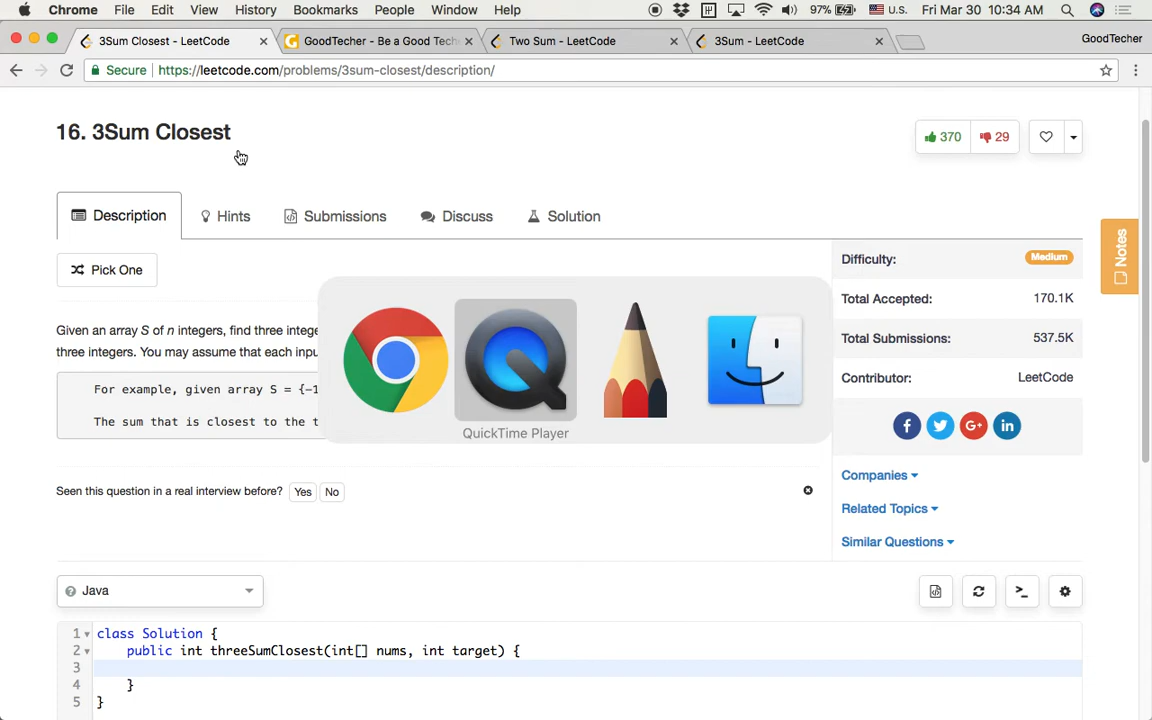 Chrome File Edit View History Bookmarks People Window Help 97% U.S. Fri Mar 30 10:34 AM
3Sum Closest - LeetCode GoodTecher - Be a Good Tech Two Sum - LeetCode 3Sum - LeetCode GoodTecher
Secure https://leetcode.com/problems/3sum-closest/description/
16. 3Sum Closest
370 29
Description Hints Submissions Discuss Solution
Notes
Pick One
Difficulty: Medium
Total Accepted: 170.1K
Total Submissions: 537.5K
Contributor: LeetCode
Given an array S of n integers, find three intege
three integers. You may assume that each inpu
For example, given array S = {-1
The sum that is closest to the t
QuickTime Player
Companies
Related Topics
Similar Questions
Seen this question in a real interview before? Yes No
Java
1 class Solution {
2 public int threeSumClosest(int[] nums, int target) {
3
4 }
5 }